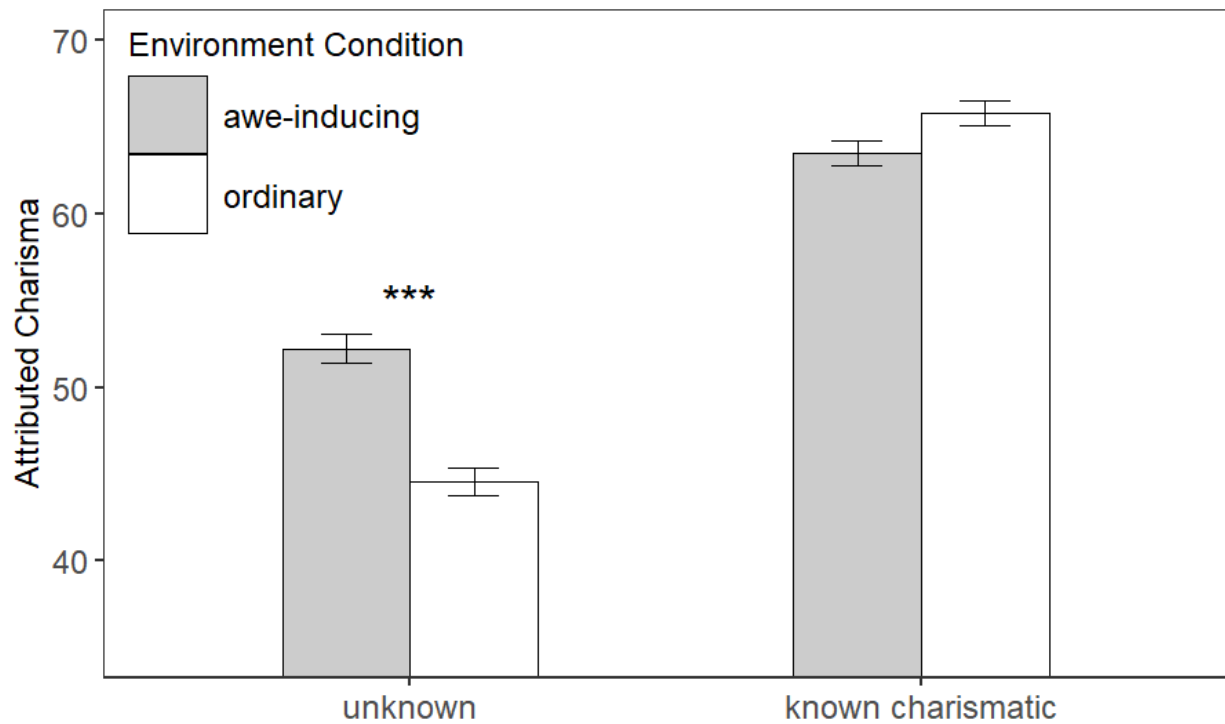 70
Environment Condition
awe-inducing
ordinary
60
***
50
40
Attributed Charisma
unknown
known charismatic